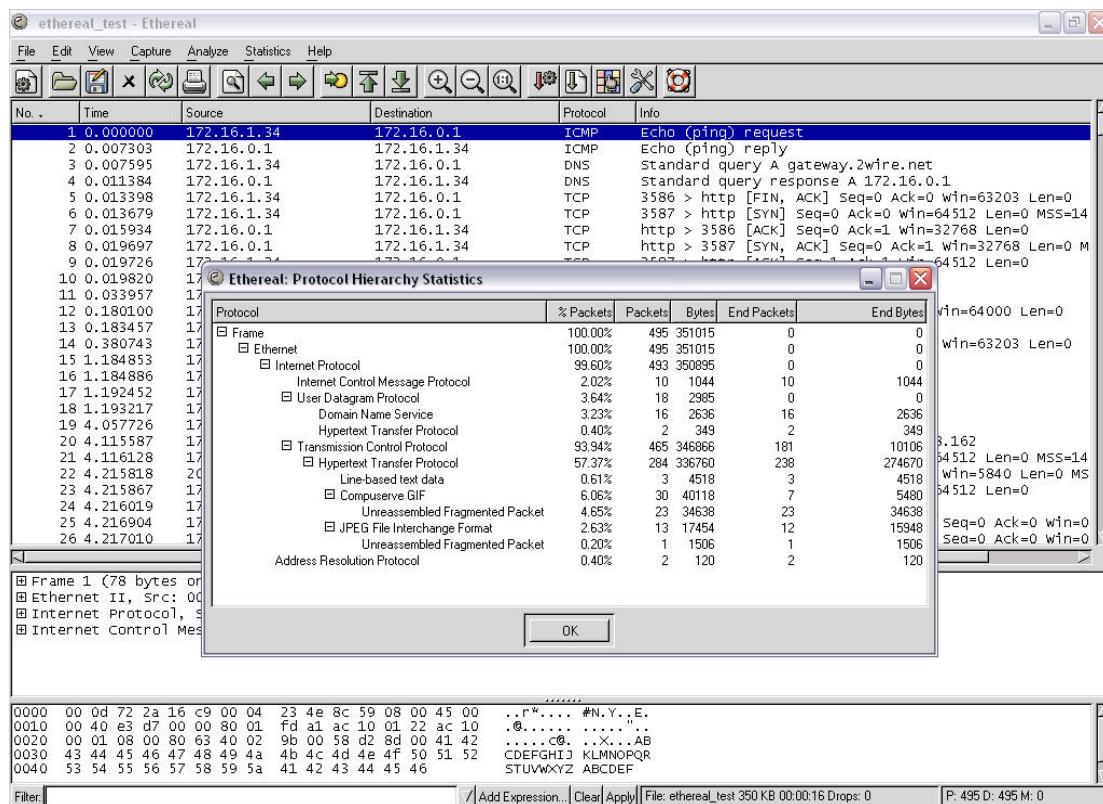 ethereal_test - Ethereal
File Edit View Capture Analyze Statistics Help
No. . Time Source Destination Protocol Info
1 0.000000 172.16.1.34 172.16.0.1 ICMP Echo (ping) request
2 0.007303 172.16.0.1 172.16.1.34 ICMP Echo (ping) reply
3 0.007595 172.16.1.34 172.16.0.1 DNS Standard query A gateway.2wire.net
4 0.011384 172.16.0.1 172.16.1.34 DNS Standard query response A 172.16.0.1
5 0.013398 172.16.1.34 172.16.0.1 TCP 3586 > http [FIN, ACK] Seq=0 Ack=0 Win=63203 Len=0
6 0.013679 172.16.1.34 172.16.0.1 TCP 3587 > http [SYN] Seq=0 Ack=0 Win=64512 Len=0 MSS=14
7 0.015934 172.16.0.1 172.16.1.34 TCP http > 3586 [ACK] Seq=0 Ack=1 Win=32768 Len=0
8 0.019697 172.16.0.1 172.16.1.34 TCP http > 3587 [SYN, ACK] Seq=0 Ack=1 Win=32768 Len=0 M
9 0.019726
10 0.019820 17
11 0.033957 17
12 0.180100 17 Win=64000 Len=0
13 0.183457 17
14 0.380743 17 Win=63203 Len=0
15 1.184853 17
16 1.184886 17
17 1.192452 17
18 1.193217 17
19 4.057726 17
20 4.115587 17 8.162
21 4.116128 17 64512 Len=0 MSS=14
22 4.215818 20 Win=5840 Len=0 MS
23 4.215867 17 64512 Len=0
24 4.216019 17
25 4.216904 17 Seq=0 Ack=0 Win=0
26 4.217010 17 Seq=0 Ack=0 Win=0
Ethereal: Protocol Hierarchy Statistics
Protocol % Packets Packets Bytes End Packets End Bytes
Frame 100.00% 495 351015 0 0
Ethernet 100.00% 495 351015 0 0
Internet Protocol 99.60% 493 350895 0 0
Internet Control Message Protocol 2.02% 10 1044 10 1044
User Datagram Protocol 3.64% 18 2985 0 0
Domain Name Service 3.23% 16 2636 16 2636
Hypertext Transfer Protocol 0.40% 2 349 2 349
Transmission Control Protocol 93.94% 465 346866 181 10106
Hypertext Transfer Protocol 57.37% 284 336760 238 274670
Line-based text data 0.61% 3 4518 3 4518
Compuserve GIF 6.06% 30 40118 7 5480
Unreassembled Fragmented Packet 4.65% 23 34638 23 34638
JPEG File Interchange Format 2.63% 13 17454 12 15948
Unreassembled Fragmented Packet 0.20% 1 1506 1 1506
Address Resolution Protocol 0.40% 2 120 2 120
OK
Frame 1 (78 bytes on
Ethernet II, Src: 00
Internet Protocol, S
Internet Control Mes
0000 00 0d 72 2a 16 c9 00 04 23 4e 8c 59 08 00 45 00 ..r*.... #N.Y..E.
0010 00 40 e3 d7 00 00 80 01 fd a1 ac 10 01 22 ac 10 .@...... ....."..
0020 00 01 08 00 80 63 40 02 9b 00 58 d2 8d 00 41 42 .....c@. ..X...AB
0030 43 44 45 46 47 48 49 4a 4b 4c 4d 4e 4f 50 51 52 CDEFGHIJ KLMNOPQR
0040 53 54 55 56 57 58 59 5a 41 42 43 44 45 46 STUVWXYZ ABCDEF
Filter: Add Expression... Clear Apply File: ethereal_test 350 KB 00:00:16 Drops: 0 P: 495 D: 495 M: 0